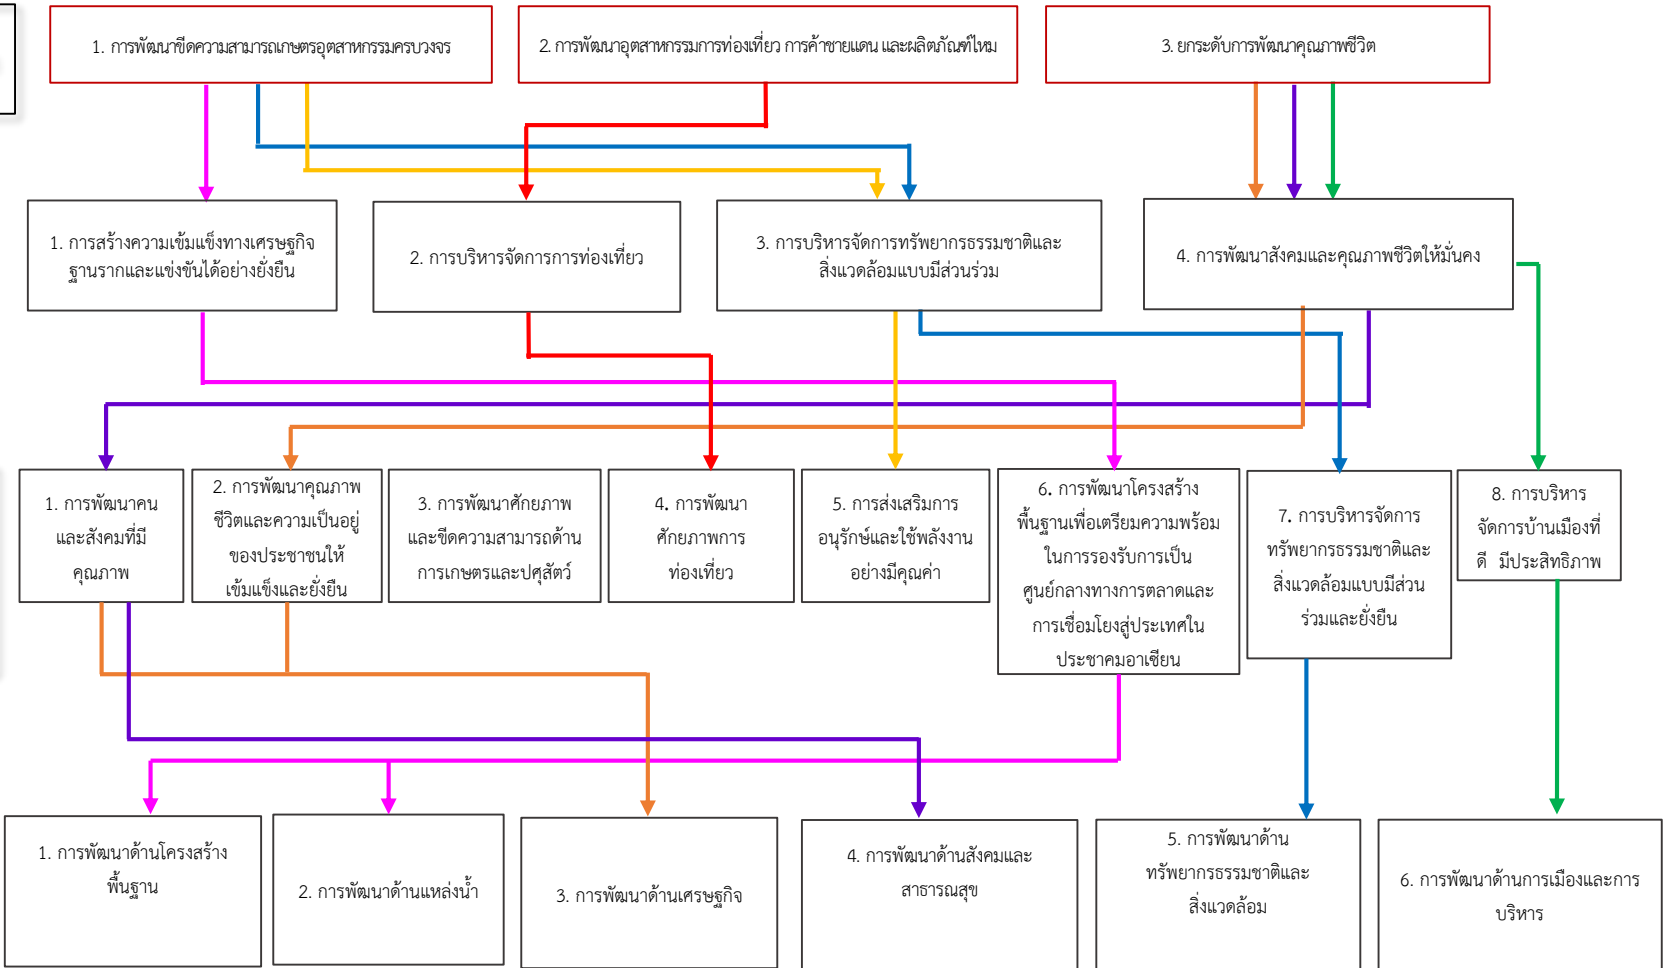 1. การพัฒนาขีดความสามารถเกษตรอุตสาหกรรมครบวงจร
2. การพัฒนาอุตสาหกรรมการท่องเที่ยว การค้าชายแดน และผลิตภัณฑ์ไหม
3. ยกระดับการพัฒนาคุณภาพชีวิต
1. การสร้างความเข้มแข็งทางเศรษฐกิจ
ฐานรากและแข่งขันได้อย่างยั่งยืน
2. การบริหารจัดการการท่องเที่ยว
3. การบริหารจัดการทรัพยากรธรรมชาติและ
สิ่งแวดล้อมแบบมีส่วนร่วม
4. การพัฒนาสังคมและคุณภาพชีวิตให้มั่นคง
1. การพัฒนาคน
และสังคมที่มี
คุณภาพ
2. การพัฒนาคุณภาพ
ชีวิตและความเป็นอยู่
ของประชาชนให้
เข้มแข็งและยั่งยืน
3. การพัฒนาศักยภาพ
และขีดความสามารถด้าน
การเกษตรและปศุสัตว์
4. การพัฒนา
ศักยภาพการ
ท่องเที่ยว
5. การส่งเสริมการ
อนุรักษ์และใช้พลังงาน
อย่างมีคุณค่า
6. การพัฒนาโครงสร้าง
พื้นฐานเพื่อเตรียมความพร้อม
ในการรองรับการเป็น
ศูนย์กลางทางการตลาดและ
การเชื่อมโยงสู่ประเทศใน
ประชาคมอาเซียน
7. การบริหารจัดการ
ทรัพยากรธรรมชาติและ
สิ่งแวดล้อมแบบมีส่วน
ร่วมและยั่งยืน
8. การบริหาร
จัดการบ้านเมืองที่
ดี มีประสิทธิภาพ
1. การพัฒนาด้านโครงสร้าง
พื้นฐาน
2. การพัฒนาด้านแหล่งน้ำ
3. การพัฒนาด้านเศรษฐกิจ
4. การพัฒนาด้านสังคมและ
สาธารณสุข
5. การพัฒนาด้าน
ทรัพยากรธรรมชาติและ
สิ่งแวดล้อม
6. การพัฒนาด้านการเมืองและการ
บริหาร